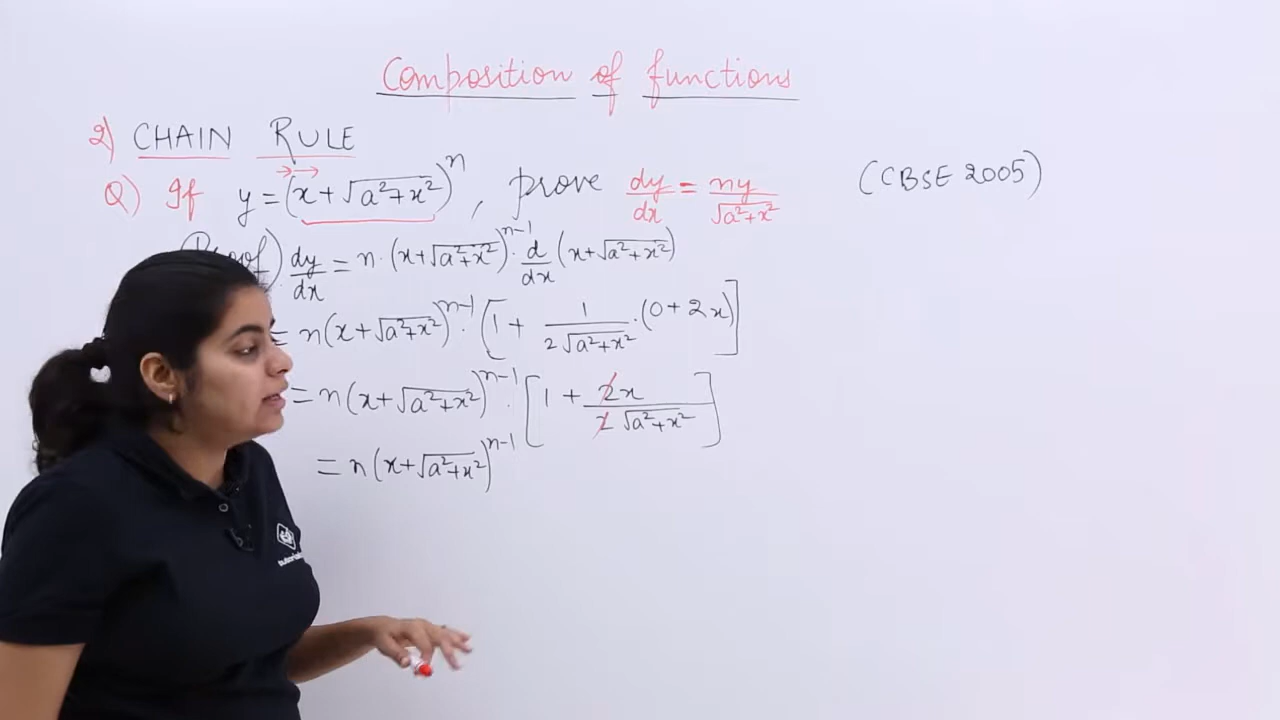 Composition of functions
2) CHAIN RULE
Q) If y = (x + √(a²+x²))ⁿ, prove dy/dx = ny/√(a²+x²) (CBSE 2005)
Proof) dy/dx = n·(x+√(a²+x²))ⁿ⁻¹· d/dx (x+√(a²+x²))
= n(x+√(a²+x²))ⁿ⁻¹· [1 + 1/(2√(a²+x²)) ·(0+2x)]
= n(x+√(a²+x²))ⁿ⁻¹· [1 + 2x/(2√(a²+x²))]
= n(x+√(a²+x²))ⁿ⁻¹